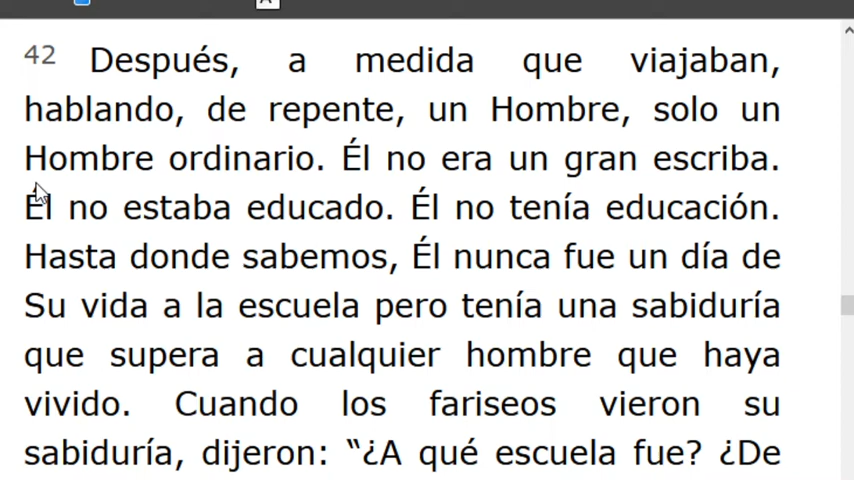 42 Después, a medida que viajaban,
hablando, de repente, un Hombre, solo un
Hombre ordinario. Él no era un gran escriba.
Él no estaba educado. Él no tenía educación.
Hasta donde sabemos, Él nunca fue un día de
Su vida a la escuela pero tenía una sabiduría
que supera a cualquier hombre que haya
vivido. Cuando los fariseos vieron su
sabiduría, dijeron: “¿A qué escuela fue? ¿De